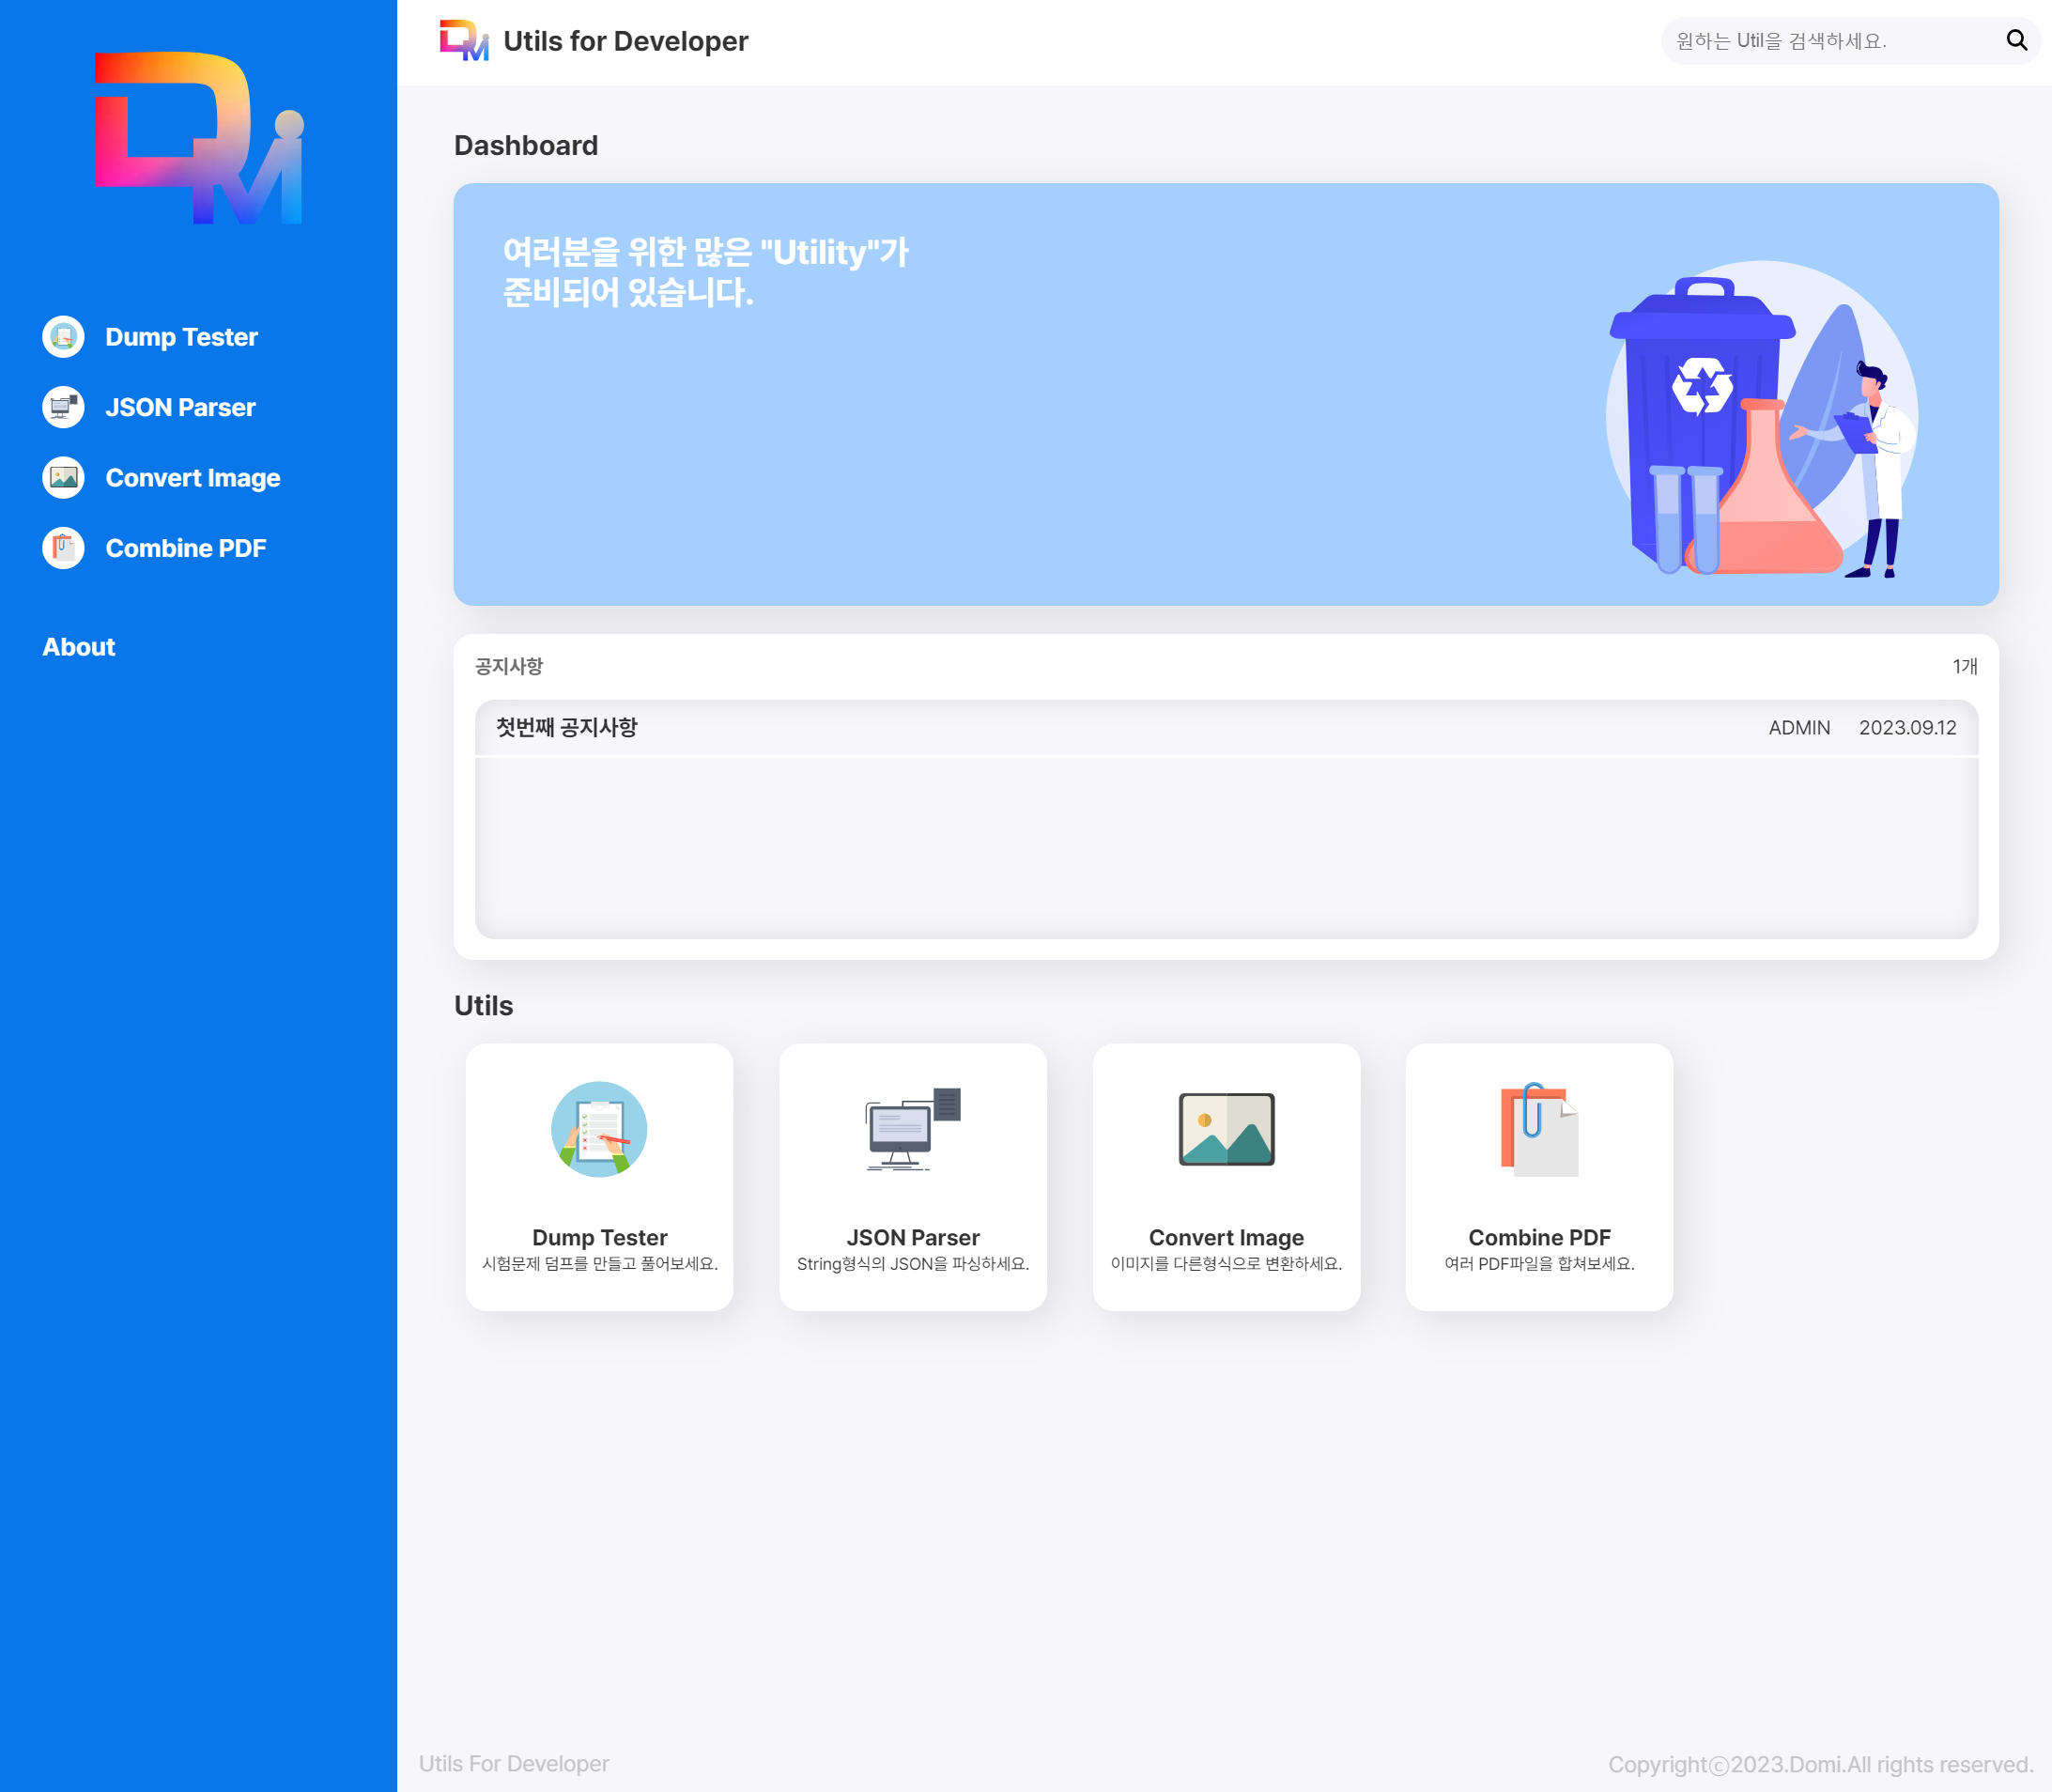 Utils for Developer
원하는 Util을 검색하세요.
Dump Tester
JSON Parser
Convert Image
Combine PDF
About
Dashboard
여러분을 위한 많은 "Utility"가
준비되어 있습니다.
공지사항
1개
첫번째 공지사항
ADMIN
2023.09.12
Utils
Dump Tester
시험문제 덤프를 만들고 풀어보세요.
JSON Parser
String형식의 JSON을 파싱하세요.
Convert Image
이미지를 다른형식으로 변환하세요.
Combine PDF
여러 PDF파일을 합쳐보세요.
Utils For Developer
Copyrightⓒ2023.Domi.All rights reserved.